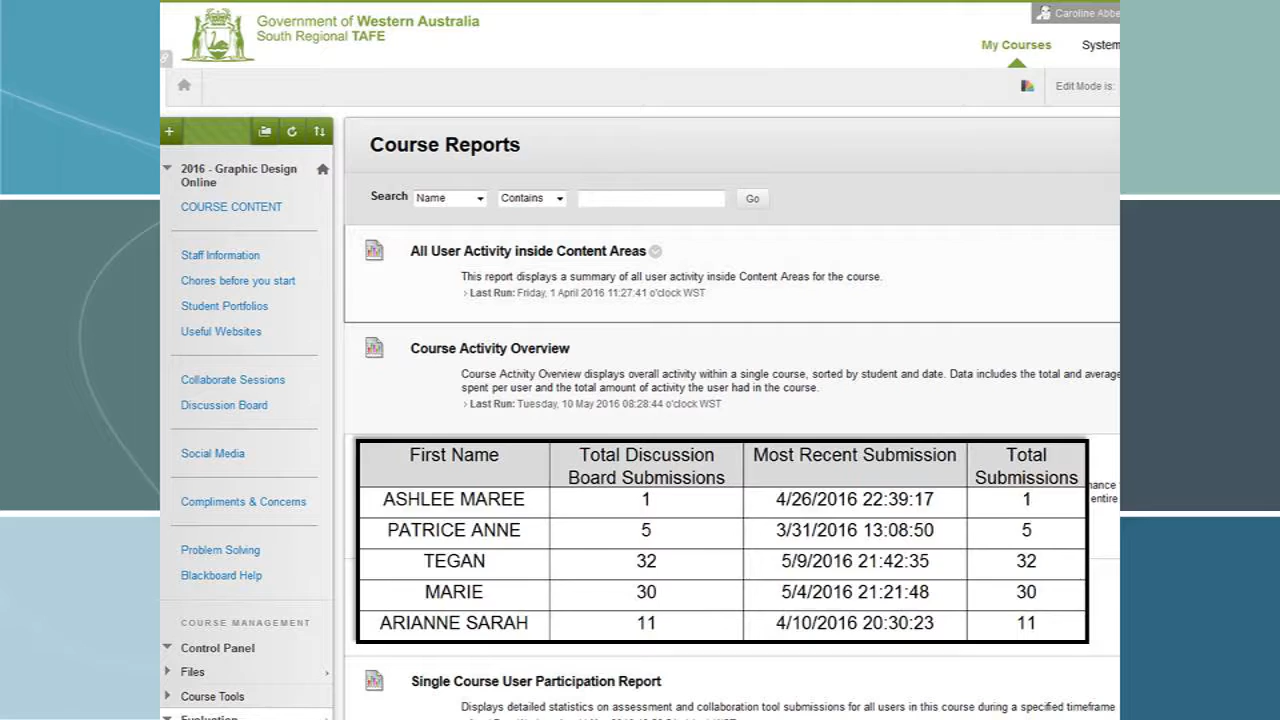 Government of Western Australia
South Regional TAFE
Caroline Abbe
My Courses
System
Edit Mode is:
2016 - Graphic Design
Online
COURSE CONTENT
Staff Information
Chores before you start
Student Portfolios
Useful Websites
Collaborate Sessions
Discussion Board
Social Media
Compliments & Concerns
Problem Solving
Blackboard Help
COURSE MANAGEMENT
Control Panel
Files
Course Tools
Evaluation
Course Reports
Search Name Contains Go
All User Activity inside Content Areas
This report displays a summary of all user activity inside Content Areas for the course.
Last Run: Friday, 1 April 2016 11:27:41 o'clock WST
Course Activity Overview
Course Activity Overview displays overall activity within a single course, sorted by student and date. Data includes the total and average
spent per user and the total amount of activity the user had in the course.
Last Run: Tuesday, 10 May 2016 08:28:44 o'clock WST
First Name Total Discussion Board Submissions Most Recent Submission Total Submissions
ASHLEE MAREE 1 4/26/2016 22:39:17 1
PATRICE ANNE 5 3/31/2016 13:08:50 5
TEGAN 32 5/9/2016 21:42:35 32
MARIE 30 5/4/2016 21:21:48 30
ARIANNE SARAH 11 4/10/2016 20:30:23 11
entire
Single Course User Participation Report
Displays detailed statistics on assessment and collaboration tool submissions for all users in this course during a specified timeframe